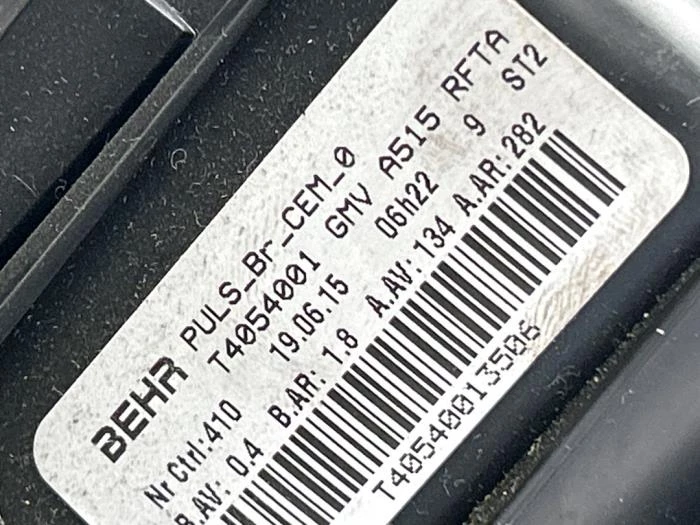 BEHR PULS_Br_CEM_0
T4054001 GMV A515 RFTA
19.06.15 06h22 9 ST2
Nr Ctrl:410
B.AV: 0.4 B.AR: 1.8 A.AV: 134 A.AR: 282
T40540013506